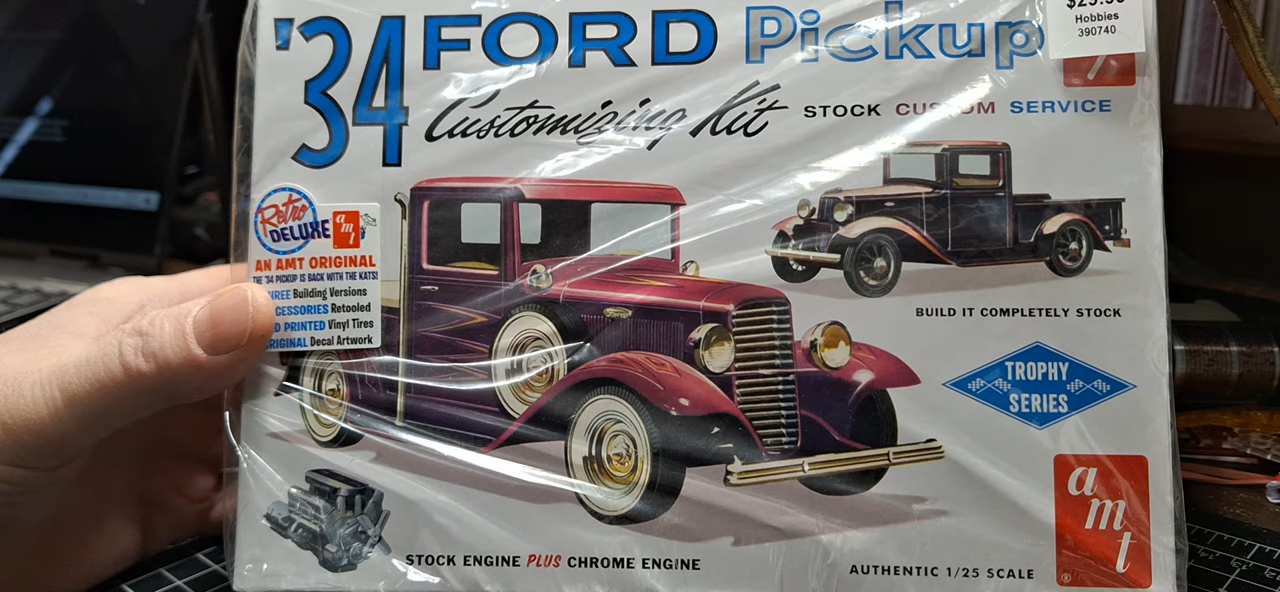 '34 FORD Pickup
Hobbies
390740
Customizing Kit
STOCK CUSTOM SERVICE
Retro
DELUXE
amt
AN AMT ORIGINAL
THE '34 PICKUP IS BACK WITH THE KATS!
Building Versions
Retooled
PRINTED Vinyl Tires
Decal Artwork
Ford
BUILD IT COMPLETELY STOCK
TROPHY
SERIES
amt
®
STOCK ENGINE PLUS CHROME ENGINE
AUTHENTIC 1/25 SCALE